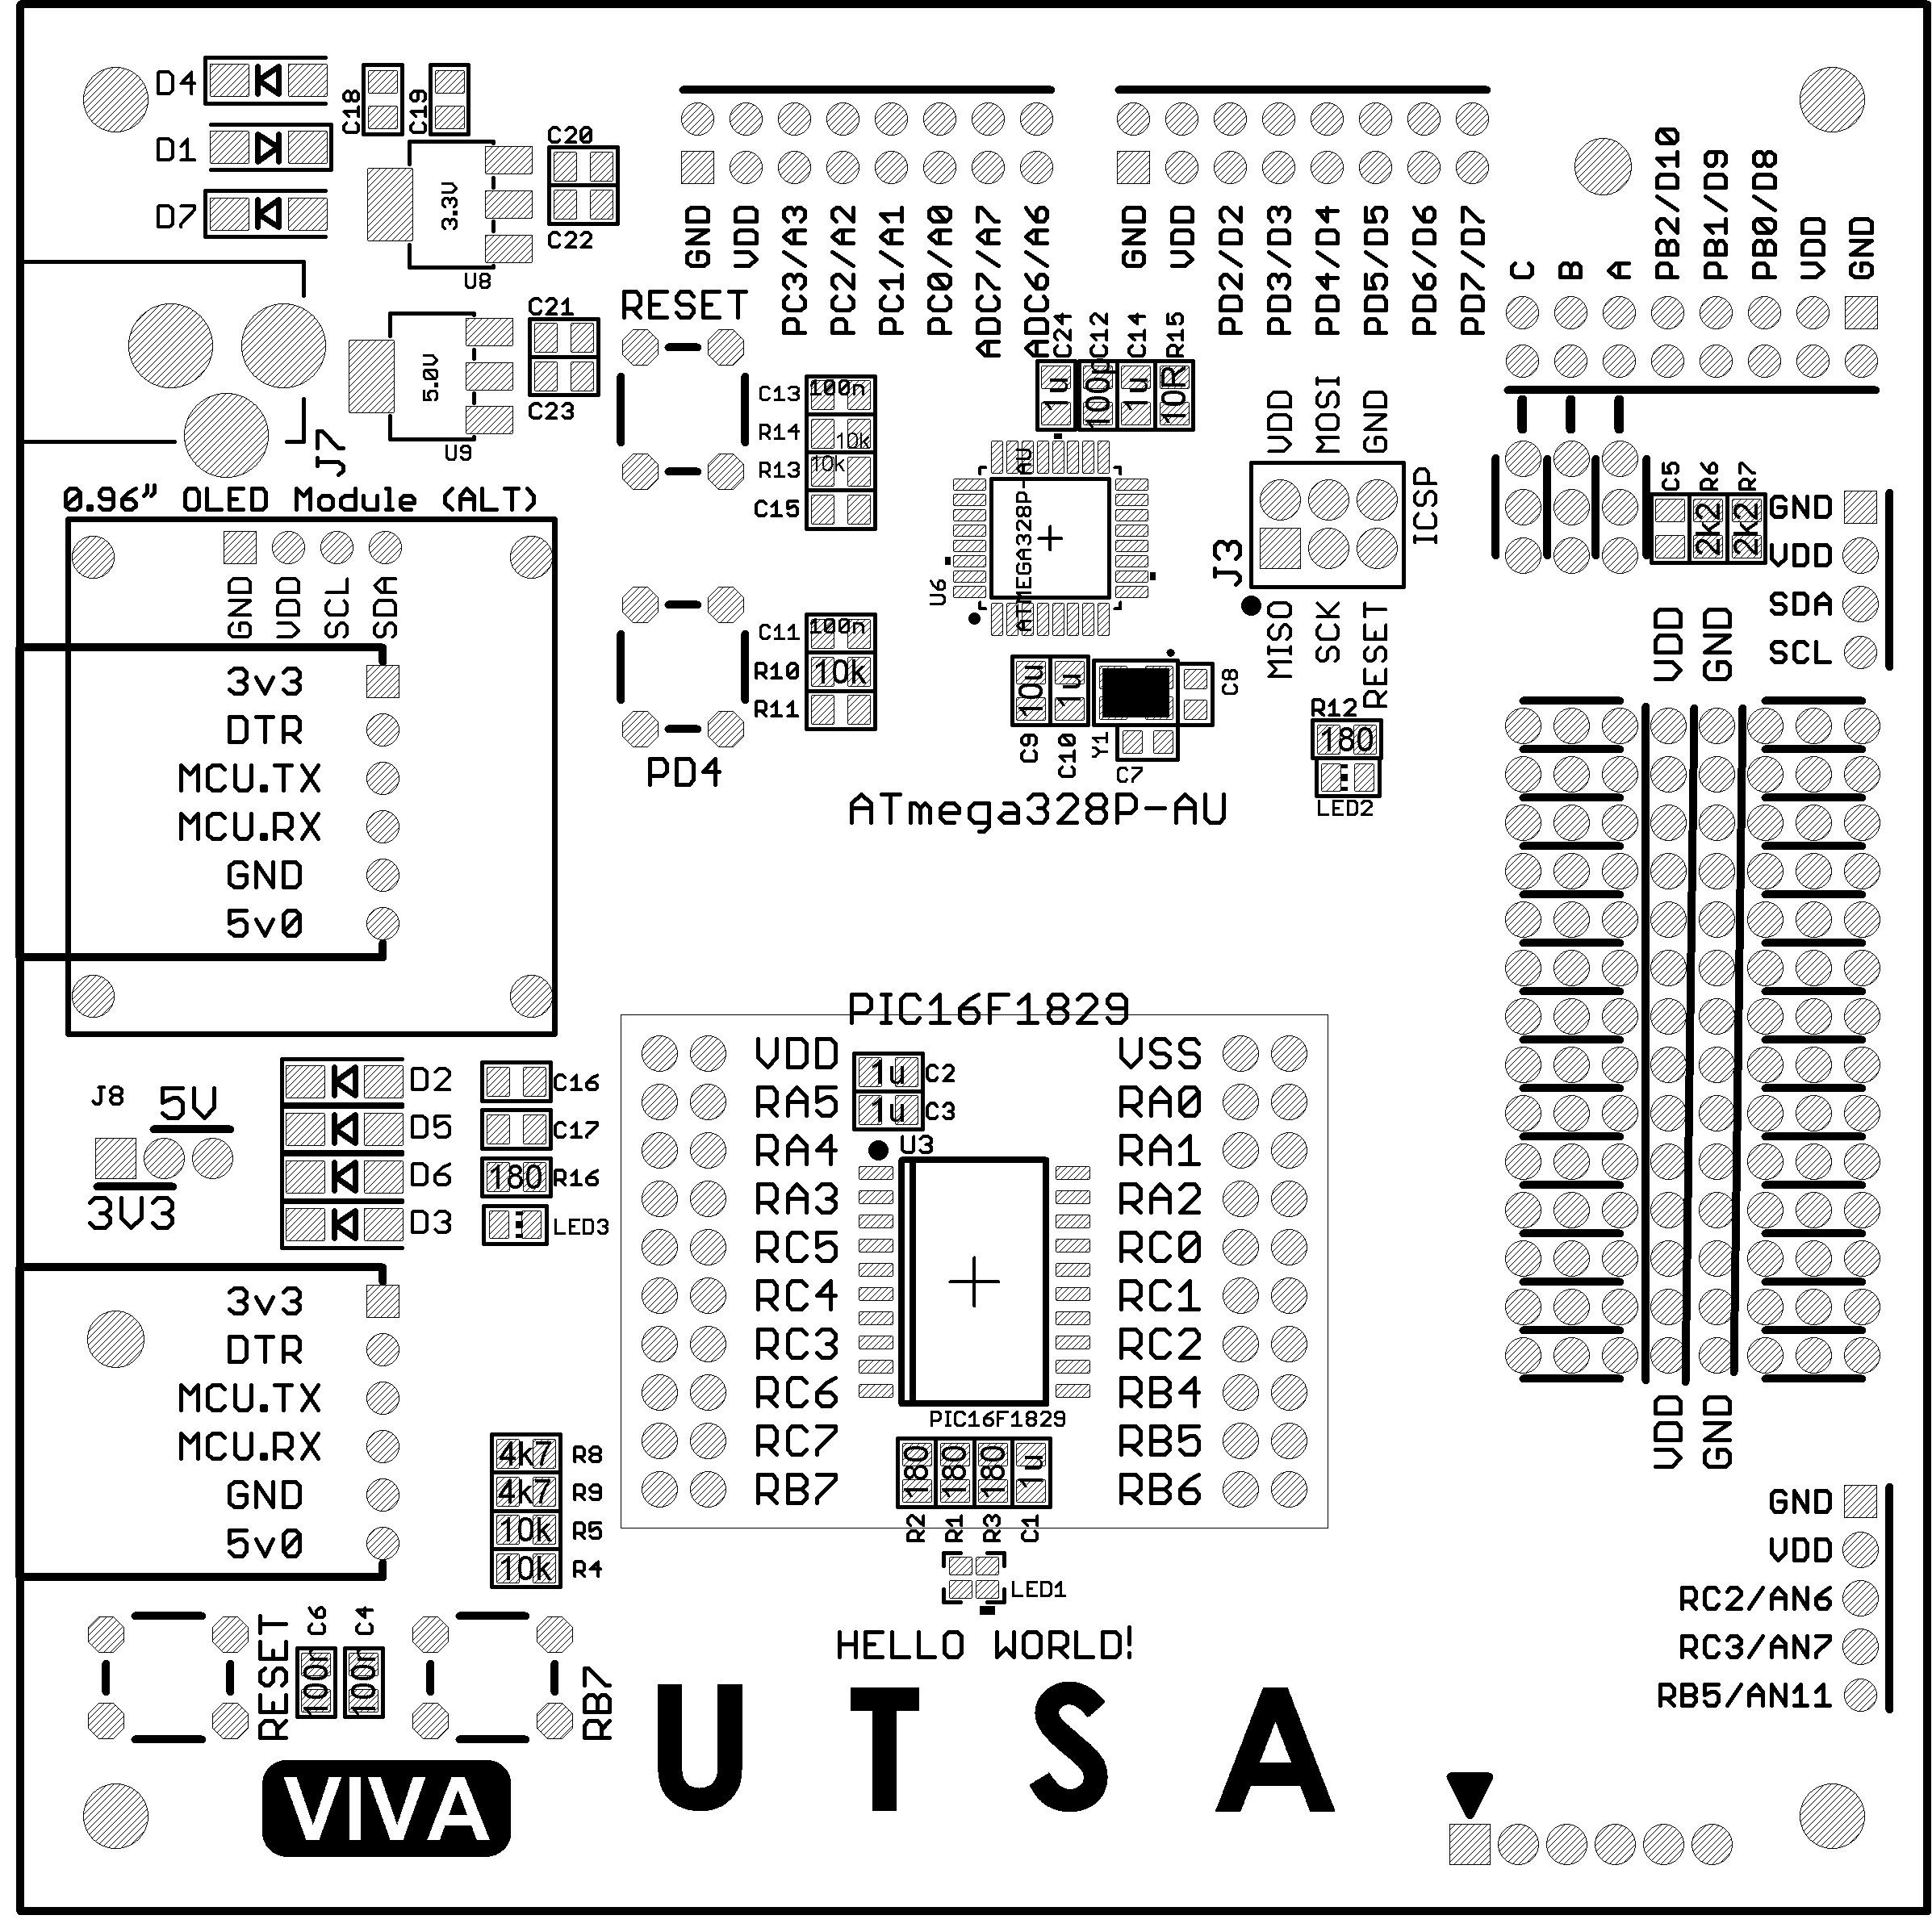 D4
D1
D7
C18
C19
3.3V
U8
C20
C22
5.0V
U9
C21
C23
J7
GND
VDD
PC3/A3
PC2/A2
PC1/A1
PC0/A0
ADC7/A7
ADC6/A6
GND
VDD
PD2/D2
PD3/D3
PD4/D4
PD5/D5
PD6/D6
PD7/D7
C
B
A
PB2/D10
PB1/D9
PB0/D8
VDD
GND
RESET
C13 100n
R14 10k
R13 10k
C15
C11 100n
R10 10k
R11
PD4
C24
C12
C14
R15
1u
100p
1u
10R
ATMEGA328P-AU
U6
10u
1u
C9
C10
Y1
C7
C8
ATmega328P-AU
VDD
MOSI
GND
J3
ICSP
MISO
SCK
RESET
R12
180
LED2
C5
R6
R7
2k2
2k2
GND
VDD
SDA
SCL
VDD
GND
VDD
GND
0.96” OLED Module (ALT)
GND
VDD
SCL
SDA
3v3
DTR
MCU.TX
MCU.RX
GND
5v0
J8
5V
3V3
D2
D5
D6
D3
C16
C17
180 R16
LED3
3v3
DTR
MCU.TX
MCU.RX
GND
5v0
4k7 R8
4k7 R9
10k R5
10k R4
RESET
C6
C4
100n
100n
RB7
PIC16F1829
VDD
RA5
RA4
RA3
RC5
RC4
RC3
RC6
RC7
RB7
1u C2
1u C3
U3
PIC16F1829
VSS
RA0
RA1
RA2
RC0
RC1
RC2
RB4
RB5
RB6
180
180
180
1u
R2
R1
R3
C1
LED1
HELLO WORLD!
GND
VDD
RC2/AN6
RC3/AN7
RB5/AN11
VIVA
U T S A